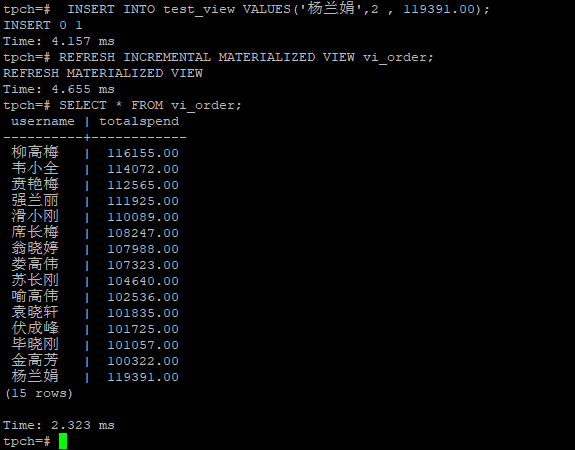 tpch=#  INSERT INTO test_view VALUES('杨兰娟',2 , 119391.00);
INSERT 0 1
Time: 4.157 ms
tpch=# REFRESH INCREMENTAL MATERIALIZED VIEW vi_order;
REFRESH MATERIALIZED VIEW
Time: 4.655 ms
tpch=# SELECT * FROM vi_order;
 username | totalspend
----------+------------
 柳高梅   |  116155.00
 韦小全   |  114072.00
 贲艳梅   |  112565.00
 强兰丽   |  111925.00
 滑小刚   |  110089.00
 席长梅   |  108247.00
 翁晓婷   |  107988.00
 娄高伟   |  107323.00
 苏长刚   |  104640.00
 喻高伟   |  102536.00
 袁晓轩   |  101835.00
 伏成峰   |  101725.00
 毕晓刚   |  101057.00
 金高芳   |  100322.00
 杨兰娟   |  119391.00
(15 rows)
Time: 2.323 ms
tpch=#